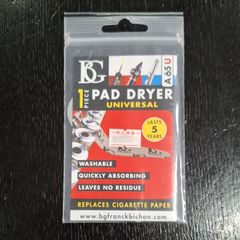 BG
A65U
1 PIECE
PAD DRYER
UNIVERSAL
LASTS
5
YEARS
WASHABLE
QUICKLY ABSORBING
LEAVES NO RESIDUE
REPLACES CIGARETTE PAPER
www.bgfranckbichon.com